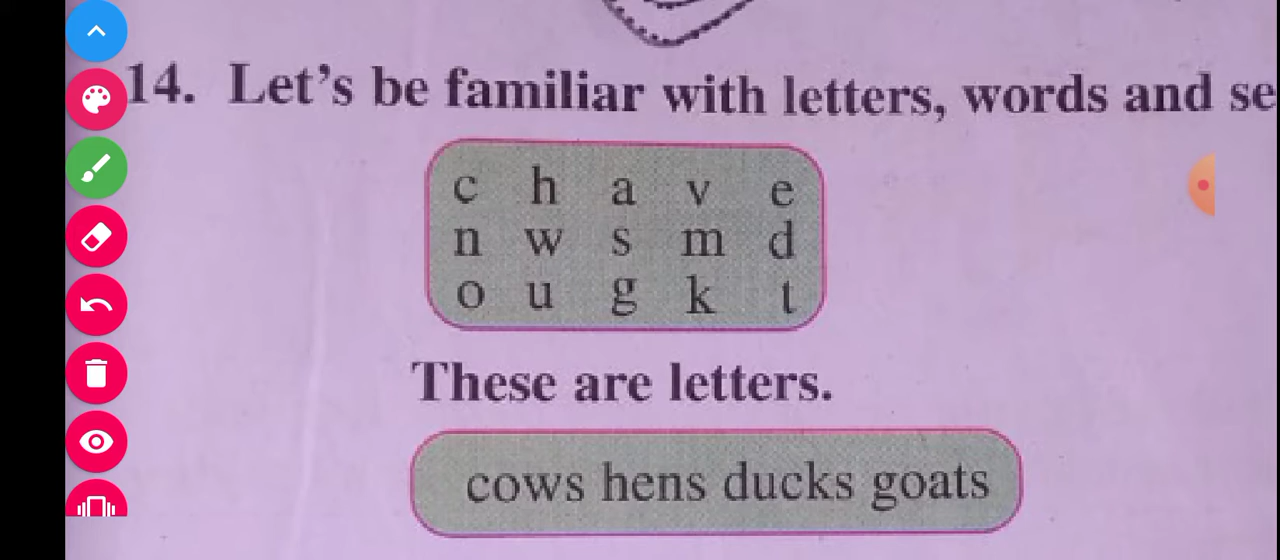 14. Let's be familiar with letters, words and se
c h a v e
n w s m d
o u g k t
These are letters.
cows hens ducks goats